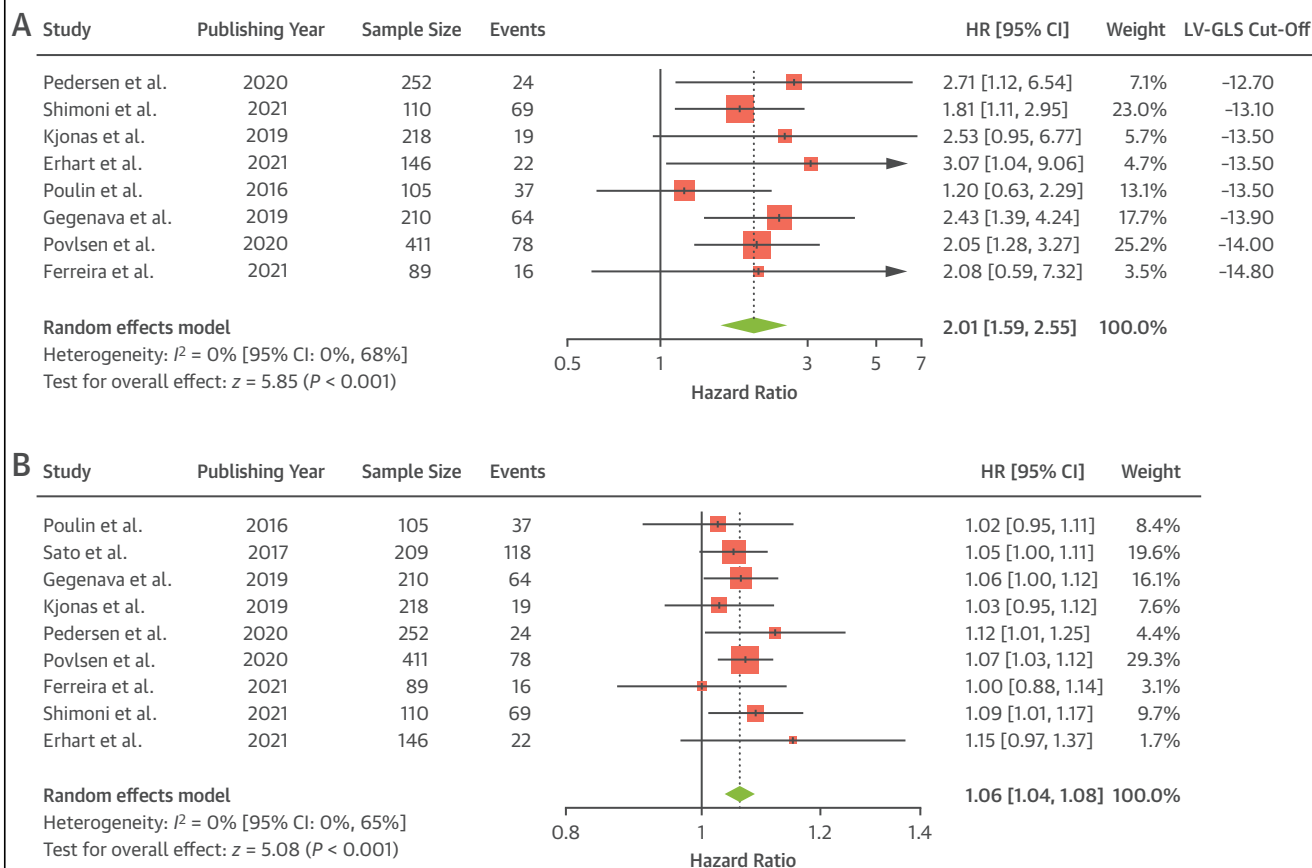 A Study Publishing Year Sample Size Events HR [95% CI] Weight LV-GLS Cut-Off
Pedersen et al. 2020 252 24 2.71 [1.12, 6.54] 7.1% -12.70
Shimoni et al. 2021 110 69 1.81 [1.11, 2.95] 23.0% -13.10
Kjonas et al. 2019 218 19 2.53 [0.95, 6.77] 5.7% -13.50
Erhart et al. 2021 146 22 3.07 [1.04, 9.06] 4.7% -13.50
Poulin et al. 2016 105 37 1.20 [0.63, 2.29] 13.1% -13.50
Gegenava et al. 2019 210 64 2.43 [1.39, 4.24] 17.7% -13.90
Povlsen et al. 2020 411 78 2.05 [1.28, 3.27] 25.2% -14.00
Ferreira et al. 2021 89 16 2.08 [0.59, 7.32] 3.5% -14.80
Random effects model 2.01 [1.59, 2.55] 100.0%
Heterogeneity: I² = 0% [95% CI: 0%, 68%]
0.5 1 3 5 7
Test for overall effect: z = 5.85 (P < 0.001)
Hazard Ratio
B Study Publishing Year Sample Size Events HR [95% CI] Weight
Poulin et al. 2016 105 37 1.02 [0.95, 1.11] 8.4%
Sato et al. 2017 209 118 1.05 [1.00, 1.11] 19.6%
Gegenava et al. 2019 210 64 1.06 [1.00, 1.12] 16.1%
Kjonas et al. 2019 218 19 1.03 [0.95, 1.12] 7.6%
Pedersen et al. 2020 252 24 1.12 [1.01, 1.25] 4.4%
Povlsen et al. 2020 411 78 1.07 [1.03, 1.12] 29.3%
Ferreira et al. 2021 89 16 1.00 [0.88, 1.14] 3.1%
Shimoni et al. 2021 110 69 1.09 [1.01, 1.17] 9.7%
Erhart et al. 2021 146 22 1.15 [0.97, 1.37] 1.7%
Random effects model 1.06 [1.04, 1.08] 100.0%
Heterogeneity: I² = 0% [95% CI: 0%, 65%]
0.8 1 1.2 1.4
Test for overall effect: z = 5.08 (P < 0.001)
Hazard Ratio